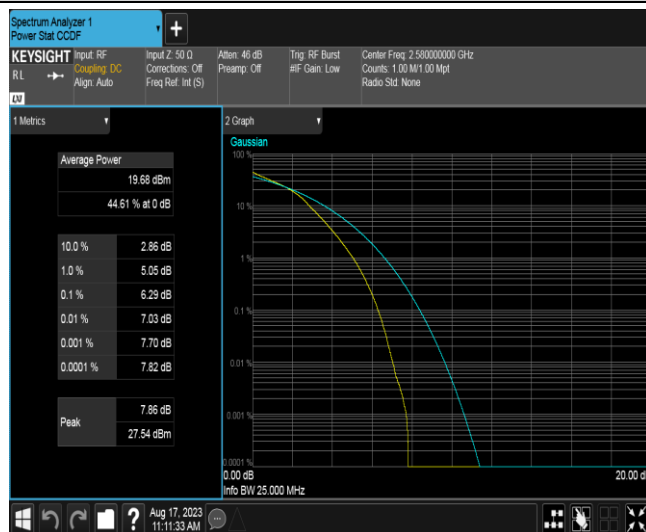 Spectrum Analyzer 1
Power Stat CCDF
+
KEYSIGHT
RL
LXI
Input: RF
Coupling: DC
Align: Auto
Input Z: 50 Ω
Corrections: Off
Freq Ref: Int (S)
Atten: 46 dB
Preamp: Off
Trig: RF Burst
#IF Gain: Low
Center Freq: 2.580000000 GHz
Counts: 1.00 M/1.00 Mpt
Radio Std: None
1 Metrics
Average Power
19.68 dBm
44.61 % at 0 dB
10.0 % 2.86 dB
1.0 % 5.05 dB
0.1 % 6.29 dB
0.01 % 7.03 dB
0.001 % 7.70 dB
0.0001 % 7.82 dB
Peak
7.86 dB
27.54 dBm
2 Graph
Gaussian
100 %
10 %
1 %
0.1 %
0.01 %
0.001 %
0.0001 %
0.00 dB
20.00 d
Info BW 25.000 MHz
?
Aug 17, 2023
11:11:33 AM